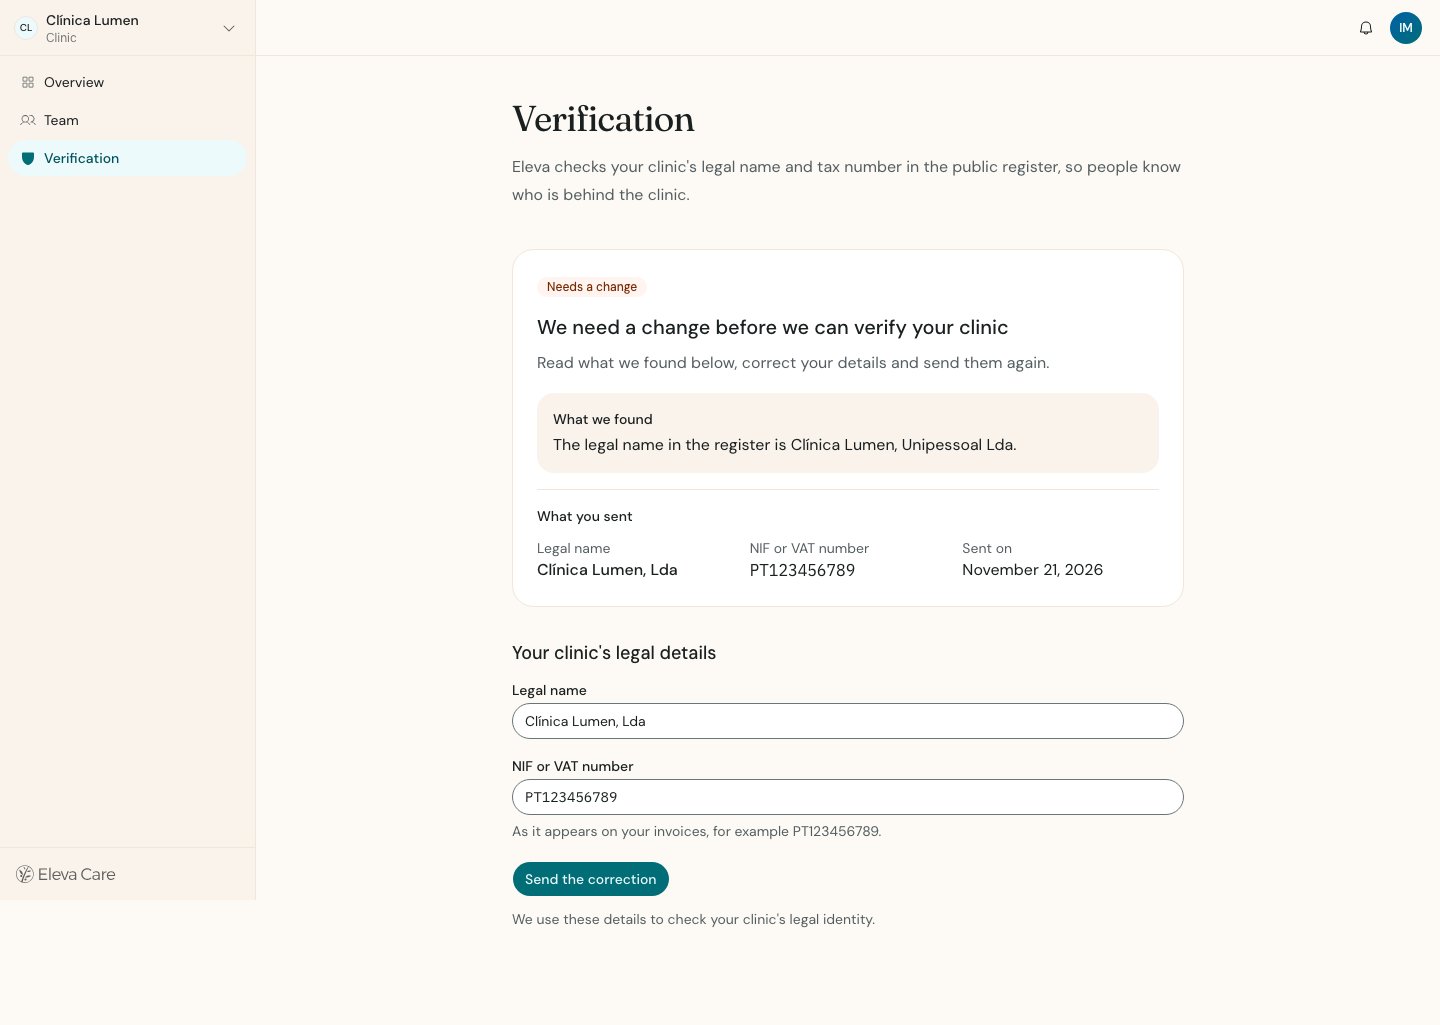 CL
Clínica Lumen
Clinic
IM
Overview
Team
Verification
Verification
Eleva checks your clinic's legal name and tax number in the public register, so people know
who is behind the clinic.
Needs a change
We need a change before we can verify your clinic
Read what we found below, correct your details and send them again.
What we found
The legal name in the register is Clínica Lumen, Unipessoal Lda.
What you sent
Legal name
Clínica Lumen, Lda
NIF or VAT number
PT123456789
Sent on
November 21, 2026
Your clinic's legal details
Legal name
Clínica Lumen, Lda
NIF or VAT number
PT123456789
As it appears on your invoices, for example PT123456789.
Send the correction
We use these details to check your clinic's legal identity.
Eleva Care